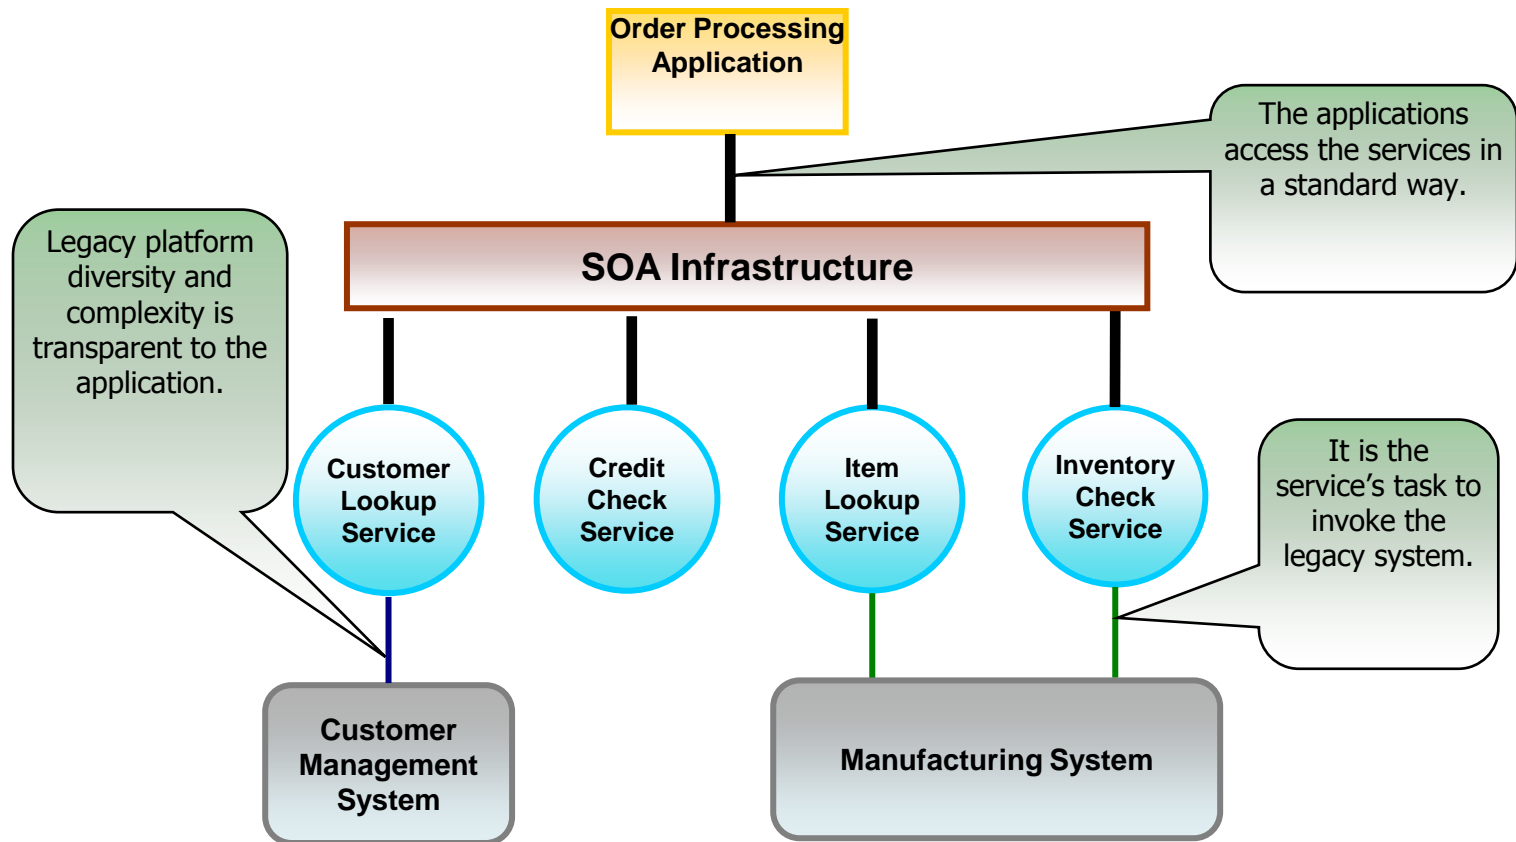 Order Processing
Application
The applications
access the services in
a standard way.
Legacy platform
diversity and
complexity is
transparent to the
application.
SOA Infrastructure
Customer
Lookup
Service
Credit
Check
Service
Item
Lookup
Service
Inventory
Check
Service
It is the
service’s task to
invoke the
legacy system.
Customer
Management
System
Manufacturing System